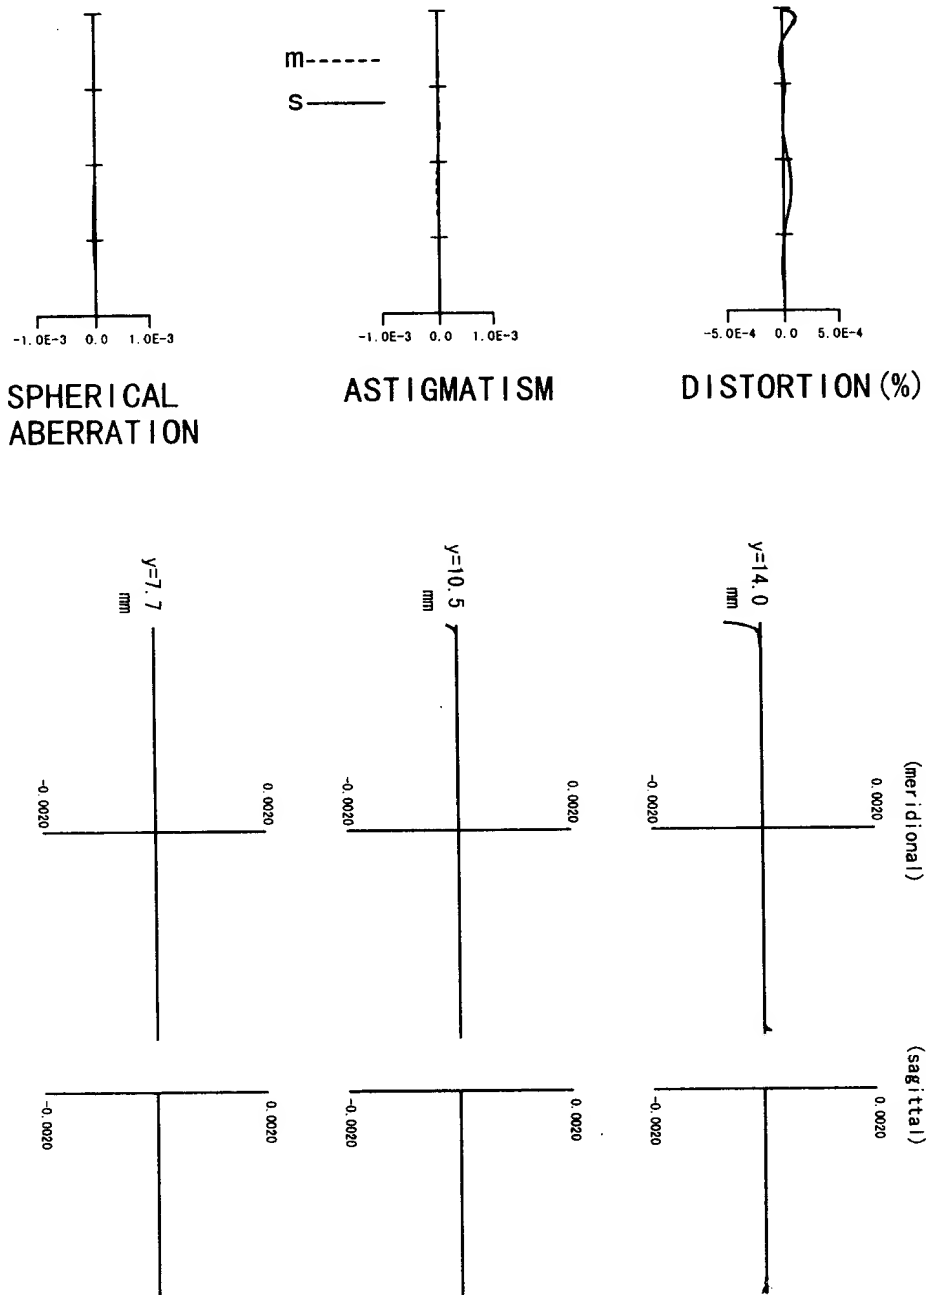 m
s
-1.0E-3 0.0 1.0E-3
-1.0E-3 0.0 1.0E-3
-5.0E-4 0.0 5.0E-4
SPHERICAL
ABERRATION
ASTIGMATISM
DISTORTION (%)
y=7.7
mm
y=10.5
mm
y=14.0
mm
-0.0020
0.0020
-0.0020
0.0020
-0.0020
0.0020
(meridional)
-0.0020
0.0020
-0.0020
0.0020
-0.0020
0.0020
(sagittal)